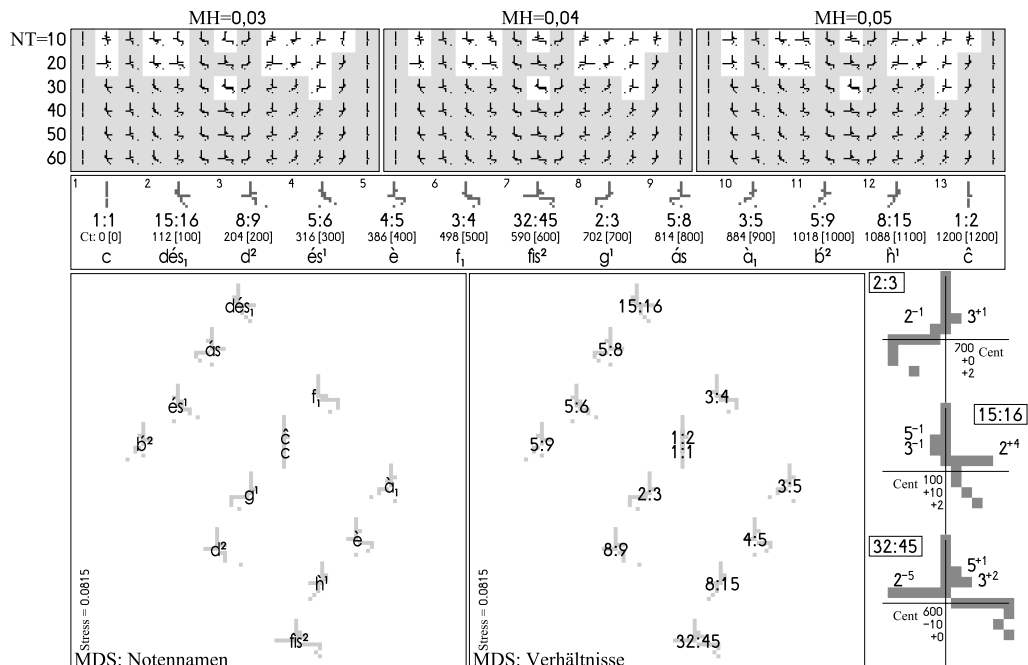 MH=0,03 MH=0,04 MH=0,05
NT=10
20
30
40
50
60
1 2 3 4 5 6 7 8 9 10 11 12 13
1:1 15:16 8:9 5:6 4:5 3:4 32:45 2:3 5:8 3:5 5:9 8:15 1:2
Ct: 0 [0] 112 [100] 204 [200] 316 [300] 386 [400] 498 [500] 590 [600] 702 [700] 814 [800] 884 [900] 1018 [1000] 1088 [1100] 1200 [1200]
c dés₁ d² és¹ è f₁ fis² g¹ ás à₁ b́² h̀¹ ĉ
dés₁
ás
és¹
f₁
b́²
ĉ
c
g¹
à₁
d²
è
h̀¹
fis²
Stress = 0.0815
MDS: Notennamen
15:16
5:8
5:6
3:4
5:9
1:2
1:1
2:3
3:5
8:9
4:5
8:15
32:45
Stress = 0.0815
MDS: Verhältnisse
2:3
2⁻¹ 3⁺¹
700 Cent
+0
+2
15:16
5⁻¹
3⁻¹ 2⁺⁴
Cent 100
+10
+2
32:45
5⁺¹
2⁻⁵ 3⁺²
Cent 600
−10
+0